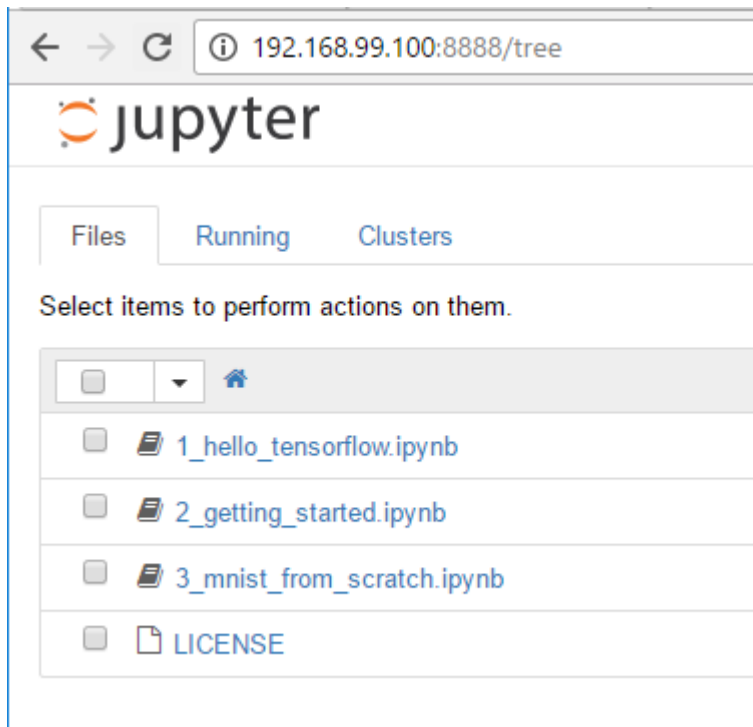 192.168.99.100:8888/tree
jupyter
Files Running Clusters
Select items to perform actions on them.
1_hello_tensorflow.ipynb
2_getting_started.ipynb
3_mnist_from_scratch.ipynb
LICENSE